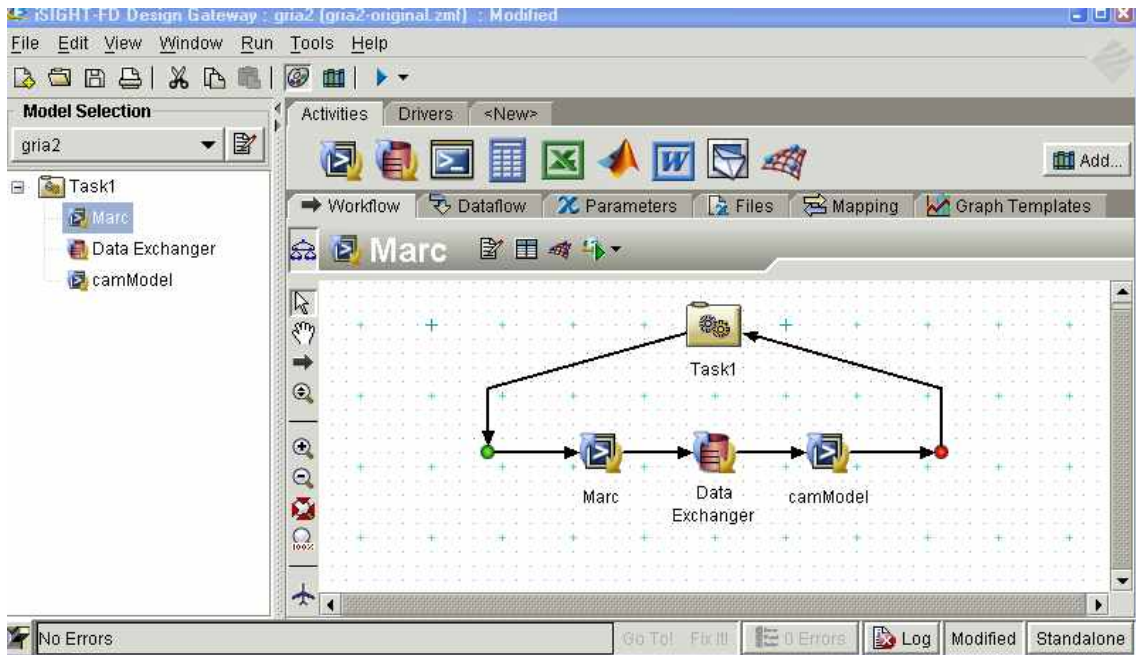 iSIGHT-FD Design Gateway : gria2 (gria2-original.zmf) : Modified
File Edit View Window Run Tools Help
Model Selection
gria2
Task1
Marc
Data Exchanger
camModel
Activities Drivers <New>
W
Add...
Workflow Dataflow Parameters Files Mapping Graph Templates
Marc
Task1
Marc
Data
Exchanger
camModel
100%
No Errors
Go To! Fix It! 0 Errors Log Modified Standalone